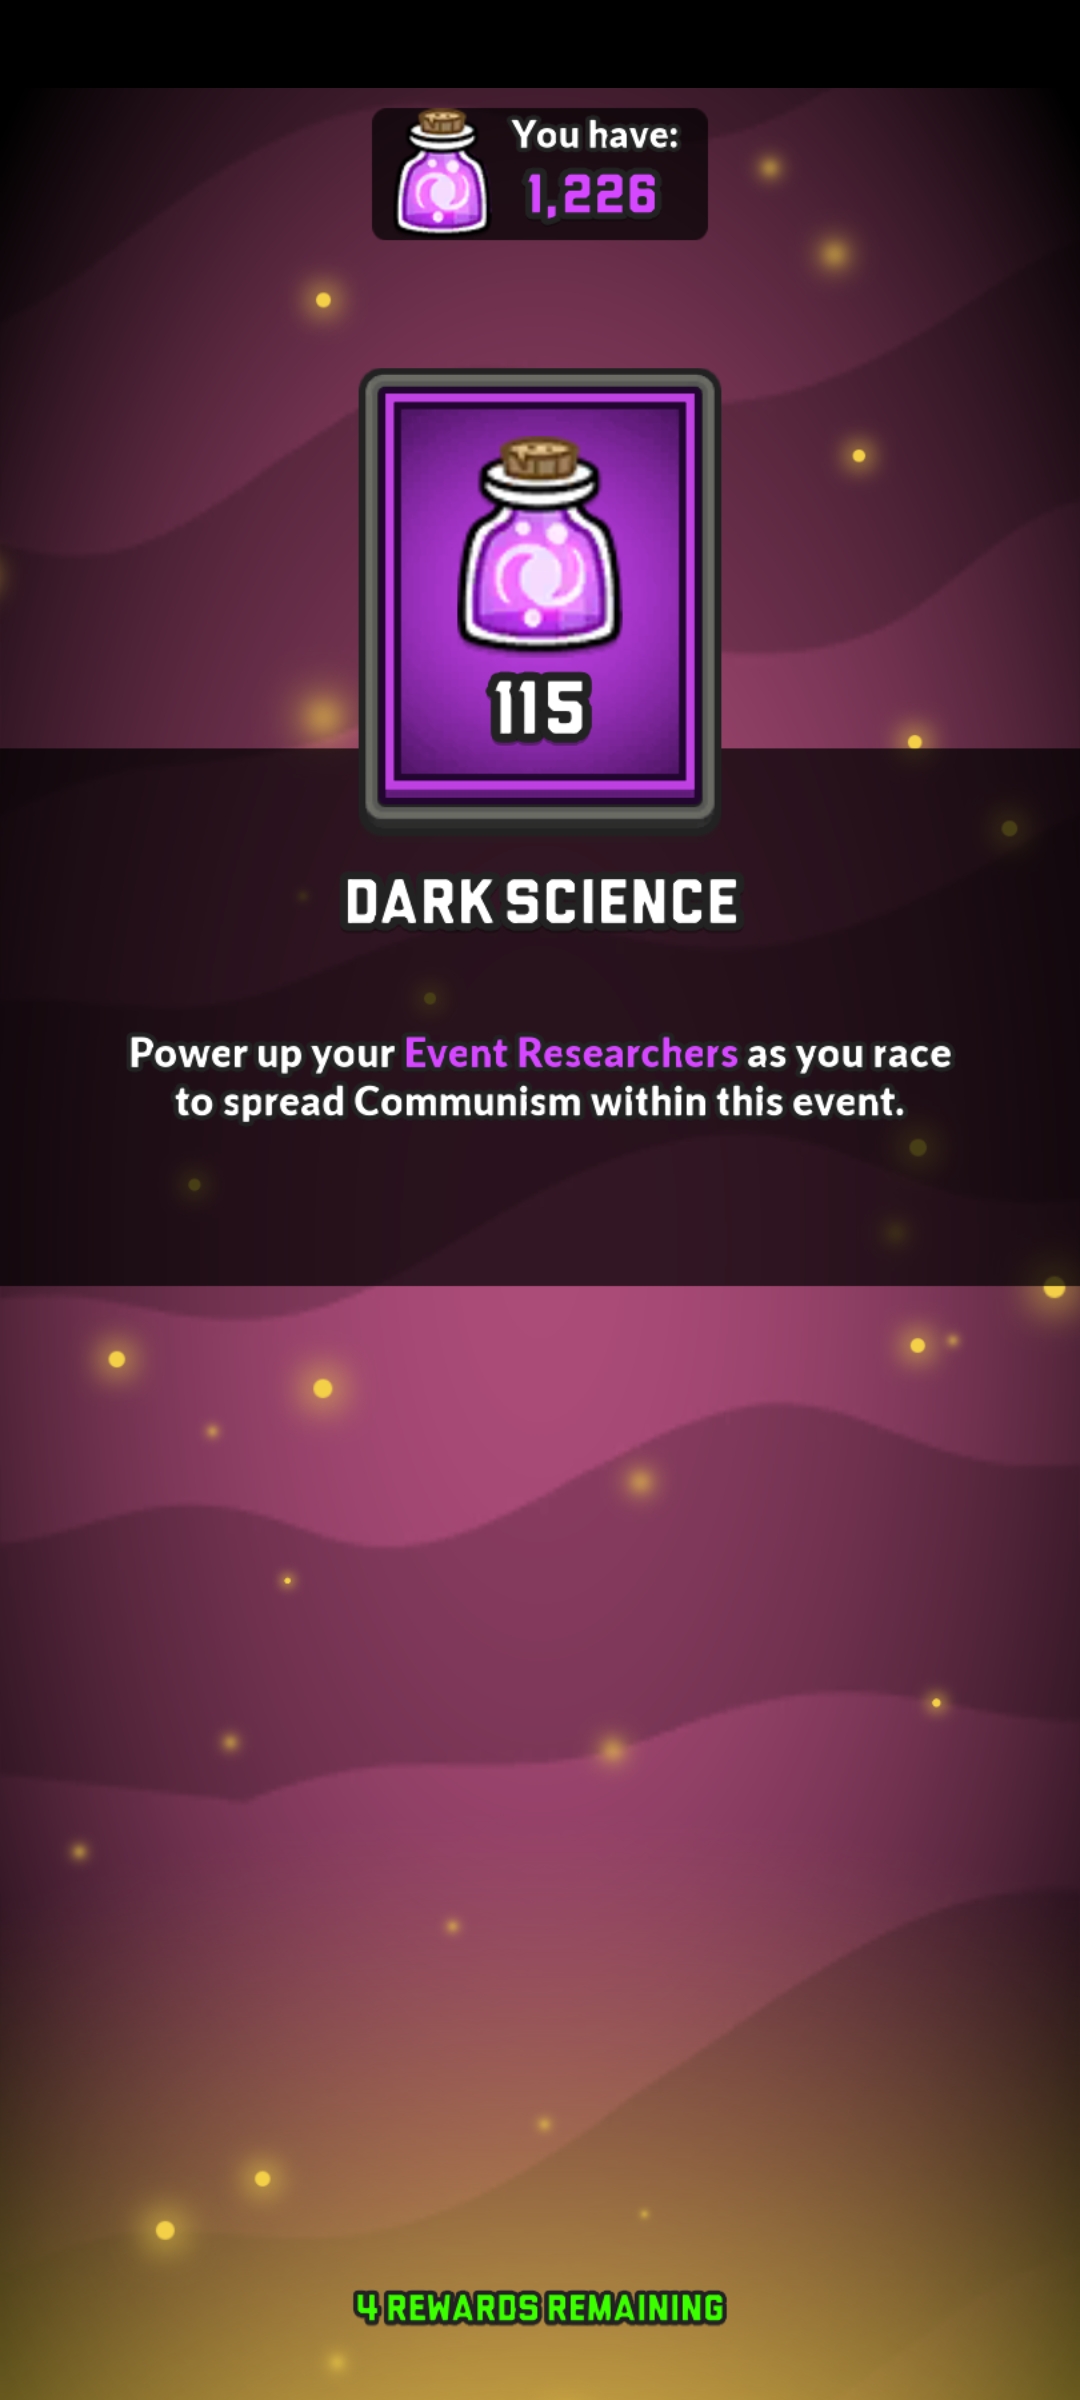 You have:
1,226
115
DARK SCIENCE
Power up your Event Researchers as you race
to spread Communism within this event.
4 REWARDS REMAINING